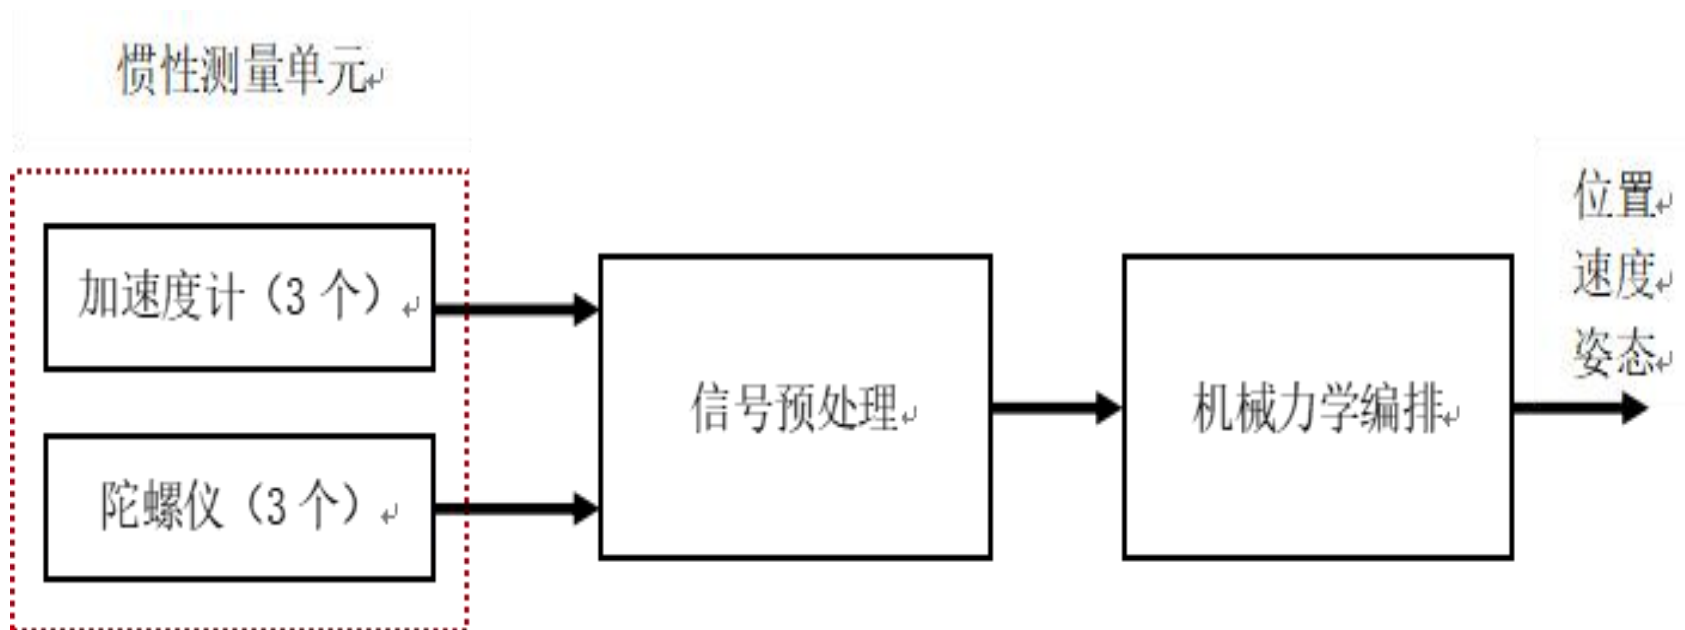 惯性测量单元
加速度计（3 个）
陀螺仪（3 个）
信号预处理
机械力学编排
位置
速度
姿态